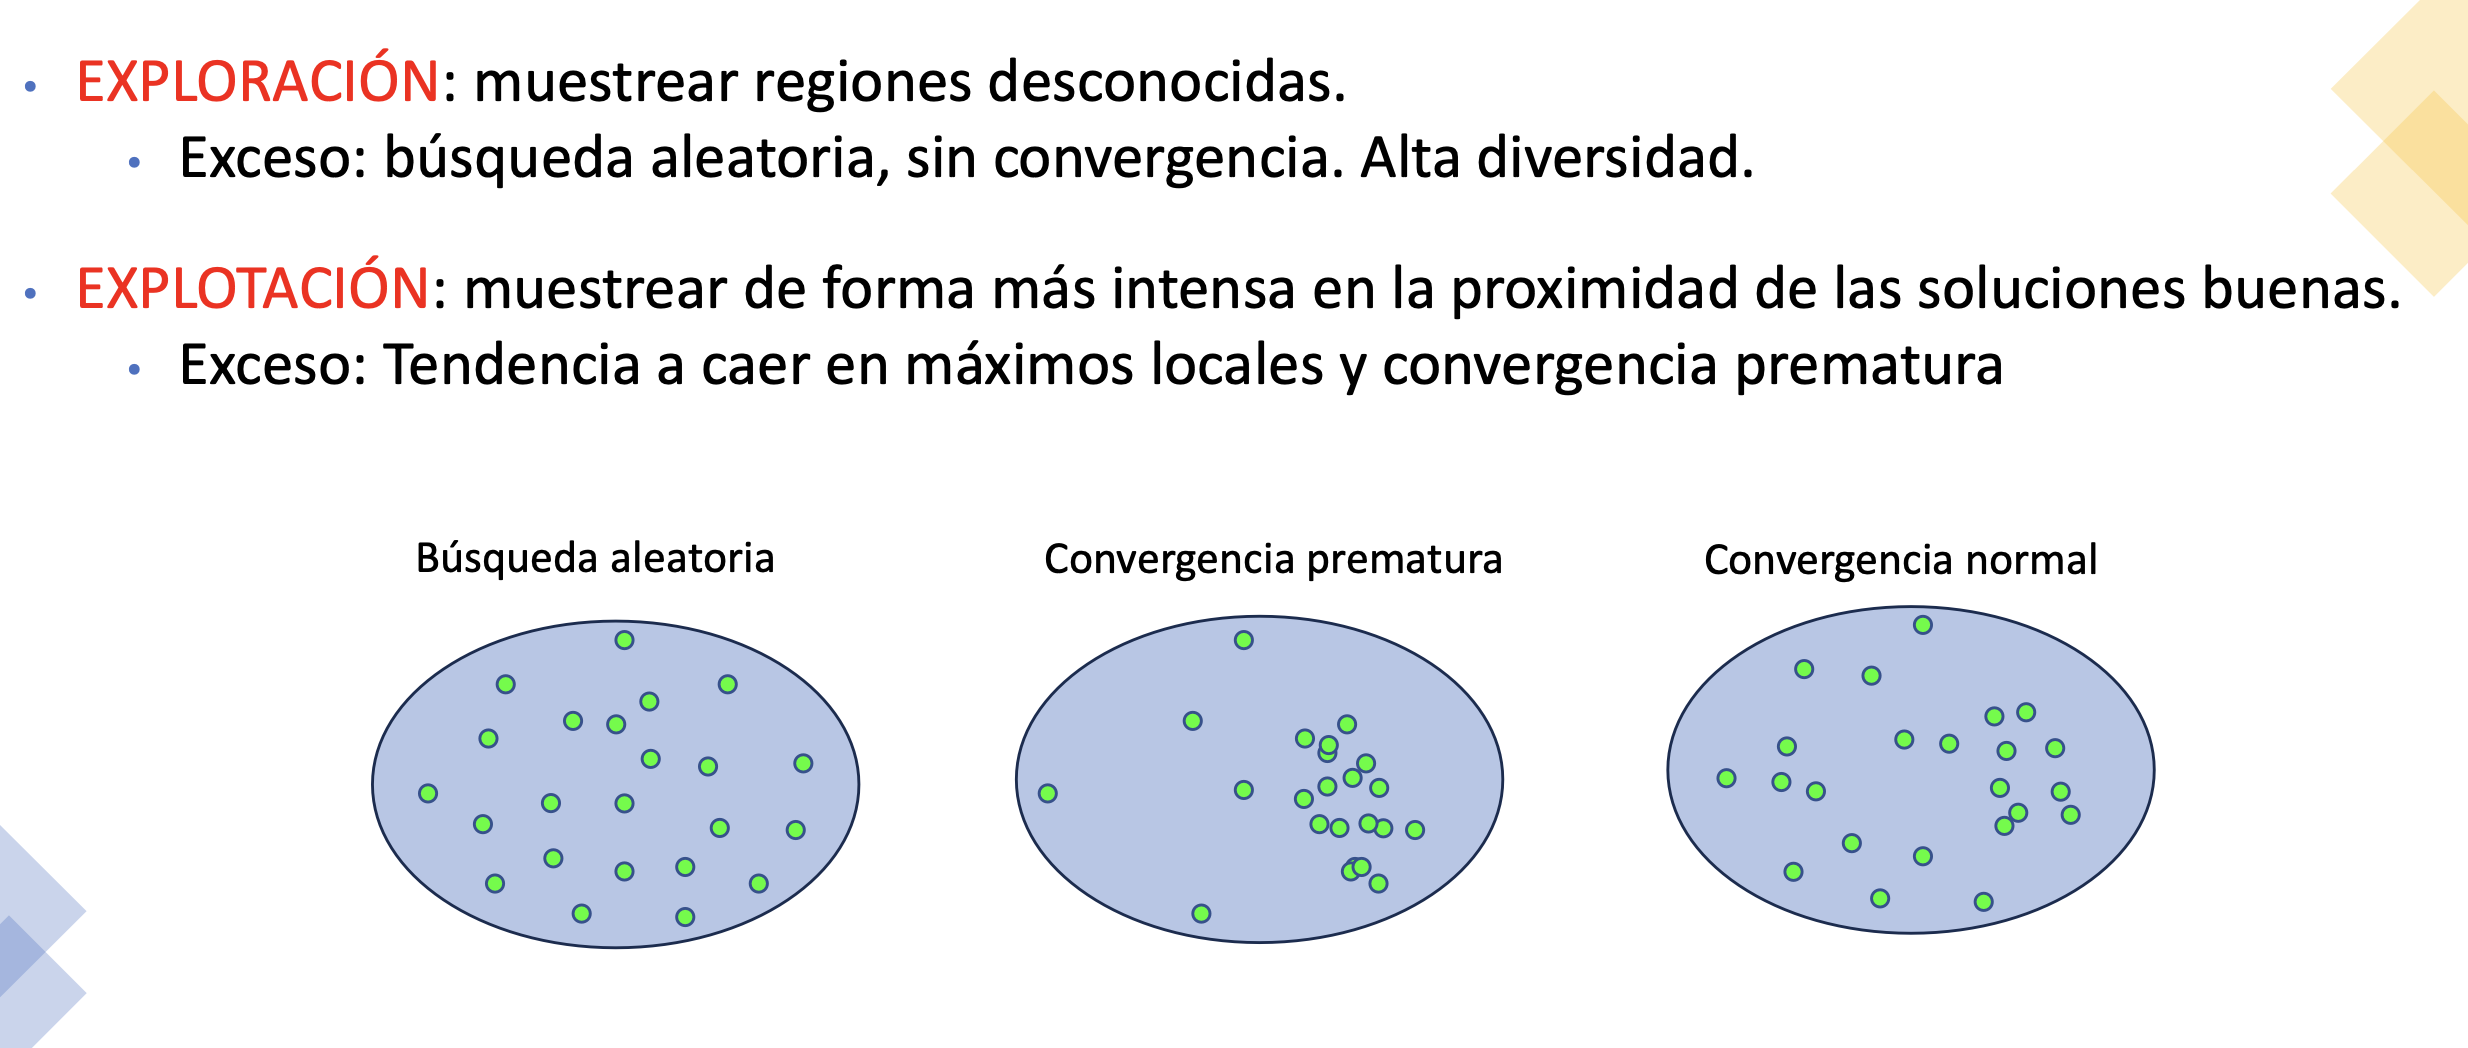 EXPLORACIÓN: muestrear regiones desconocidas.
Exceso: búsqueda aleatoria, sin convergencia. Alta diversidad.
EXPLOTACIÓN: muestrear de forma más intensa en la proximidad de las soluciones buenas.
Exceso: Tendencia a caer en máximos locales y convergencia prematura
Búsqueda aleatoria
Convergencia prematura
Convergencia normal